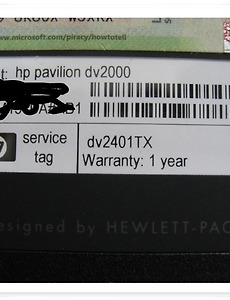 www.microsoft.com/piracy/howtotell
t: hp pavilion dv2000
service tag
dv2401TX
Warranty: 1 year
esigned by HEWLETT-PAC